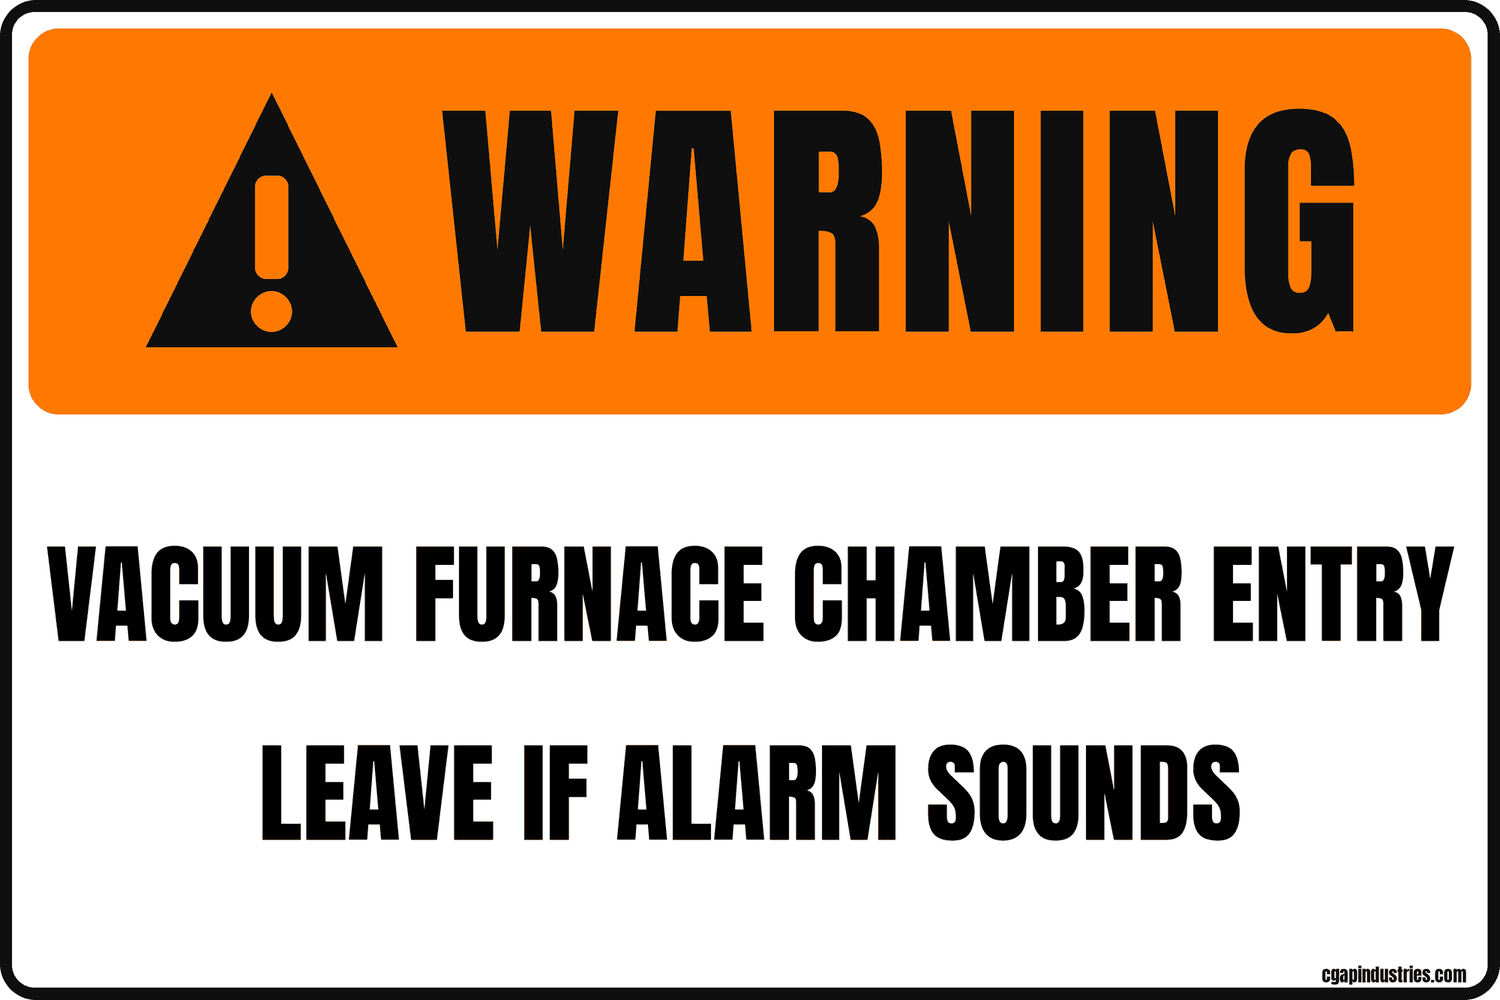 WARNING
VACUUM FURNACE CHAMBER ENTRY
LEAVE IF ALARM SOUNDS
cgapindustries.com